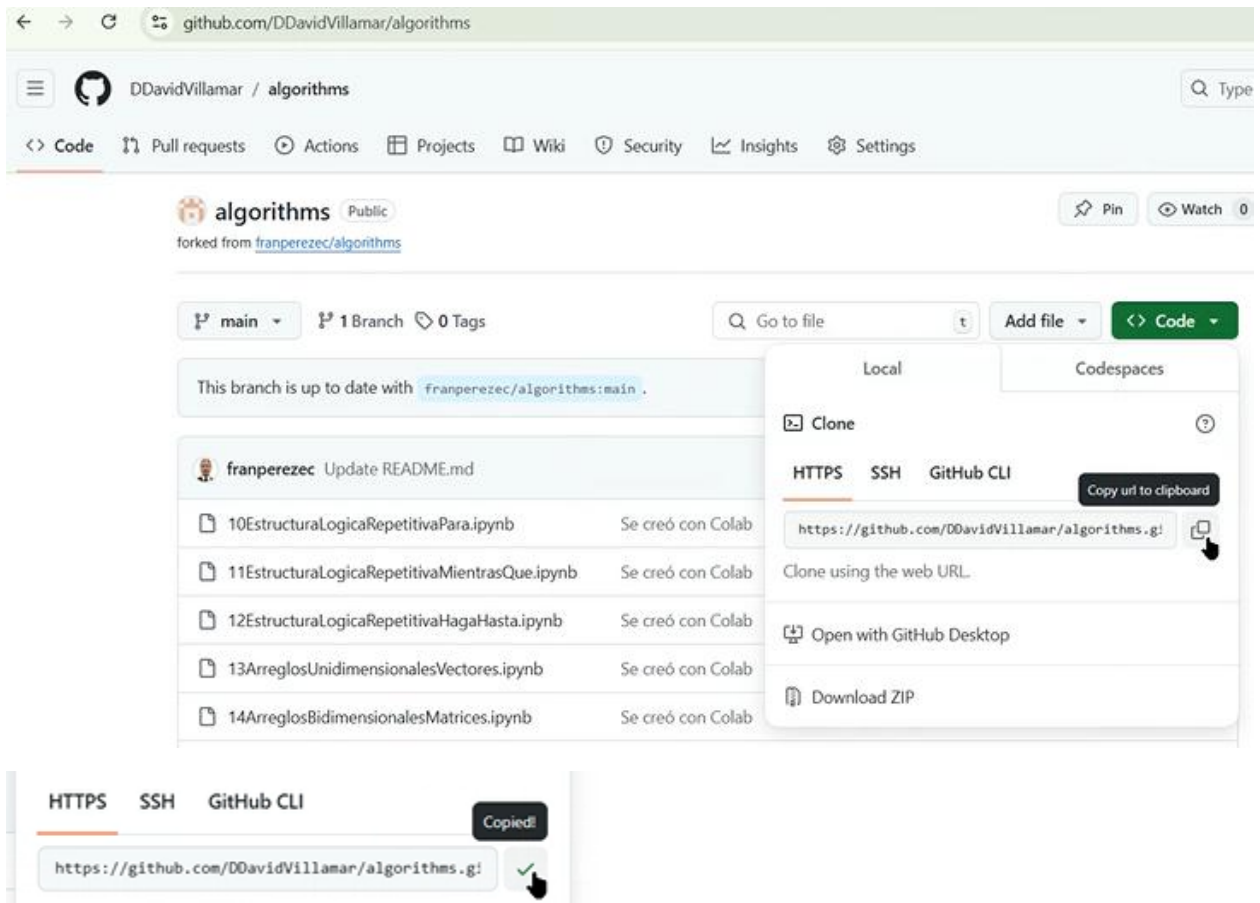 github.com/DDavidVillamar/algorithms
DDavidVillamar / algorithms
Type
<> Code Pull requests Actions Projects Wiki Security Insights Settings
algorithms Public
Pin Watch 0
forked from franperezec/algorithms
main 1 Branch 0 Tags Go to file t Add file <> Code
Local Codespaces
This branch is up to date with franperezec/algorithms:main .
Clone
franperezec Update README.md
HTTPS SSH GitHub CLI
Copy url to clipboard
10EstructuraLogicaRepetitivaPara.ipynb Se creó con Colab
https://github.com/DDavidVillamar/algorithms.gi
11EstructuraLogicaRepetitivaMientrasQue.ipynb Se creó con Colab
Clone using the web URL.
12EstructuraLogicaRepetitivaHagaHasta.ipynb Se creó con Colab
Open with GitHub Desktop
13ArreglosUnidimensionalesVectores.ipynb Se creó con Colab
Download ZIP
14ArreglosBidimensionalesMatrices.ipynb Se creó con Colab
HTTPS SSH GitHub CLI
Copied!
https://github.com/DDavidVillamar/algorithms.gi